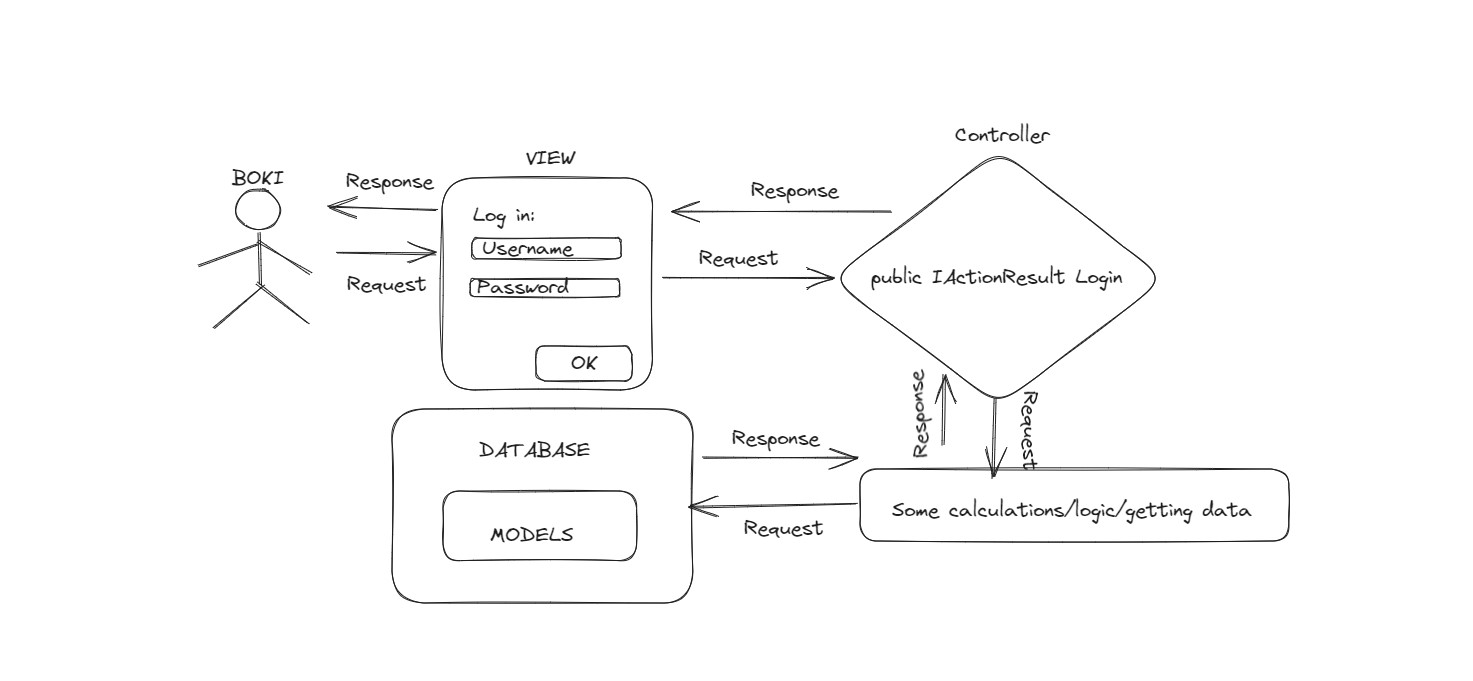 Controller
VIEW
BOKI
Response
Response
Log in:
Username
Request
Request
Password
public IActionResult Login
OK
Response
Request
DATABASE
Response
MODELS
Request
Some calculations/logic/getting data